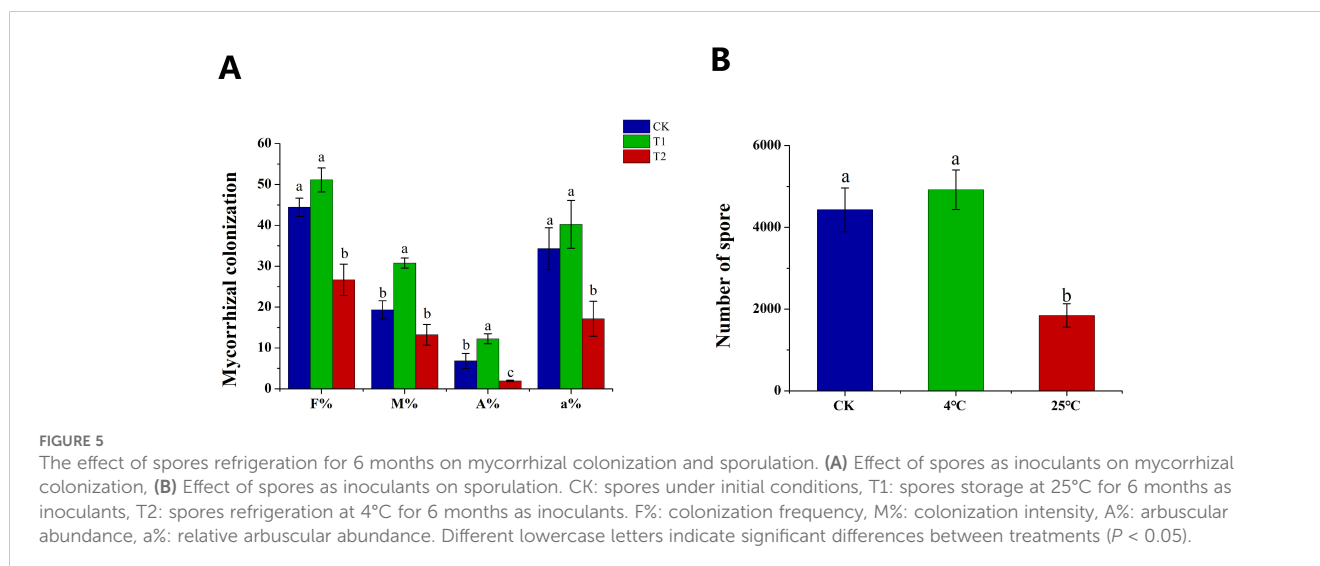 A
B
CK
T1
T2
Mycorrhizal colonization
60
50
40
30
20
10
0
a
a
b
b
a
b
b
a
c
a
a
b
F%
M%
A%
a%
Number of spore
6000
4000
2000
0
a
a
b
CK
4°C
25°C
FIGURE 5
The effect of spores refrigeration for 6 months on mycorrhizal colonization and sporulation. (A) Effect of spores as inoculants on mycorrhizal
colonization, (B) Effect of spores as inoculants on sporulation. CK: spores under initial conditions, T1: spores storage at 25°C for 6 months as
inoculants, T2: spores refrigeration at 4°C for 6 months as inoculants. F%: colonization frequency, M%: colonization intensity, A%: arbuscular
abundance, a%: relative arbuscular abundance. Different lowercase letters indicate significant differences between treatments (P < 0.05).